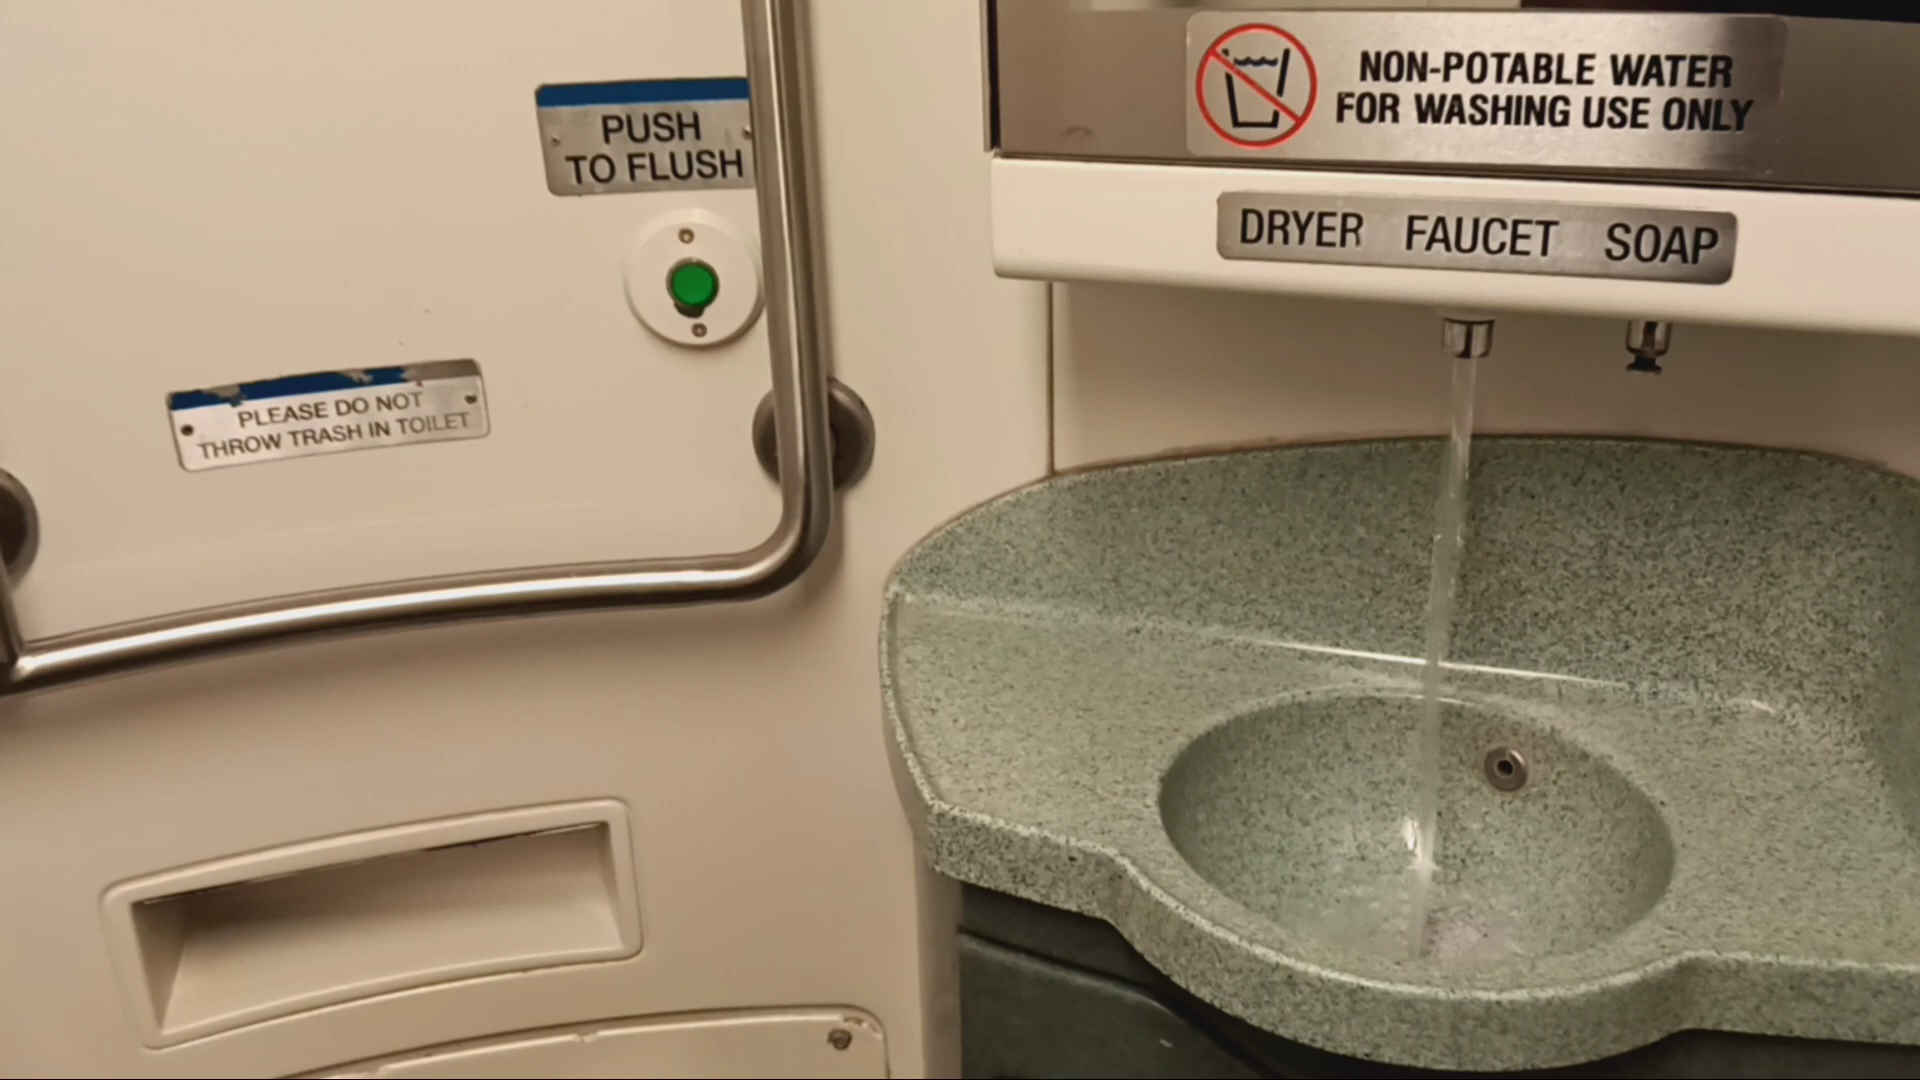 PUSH
TO FLUSH
PLEASE DO NOT
THROW TRASH IN TOILET
NON-POTABLE WATER
FOR WASHING USE ONLY
DRYER FAUCET SOAP